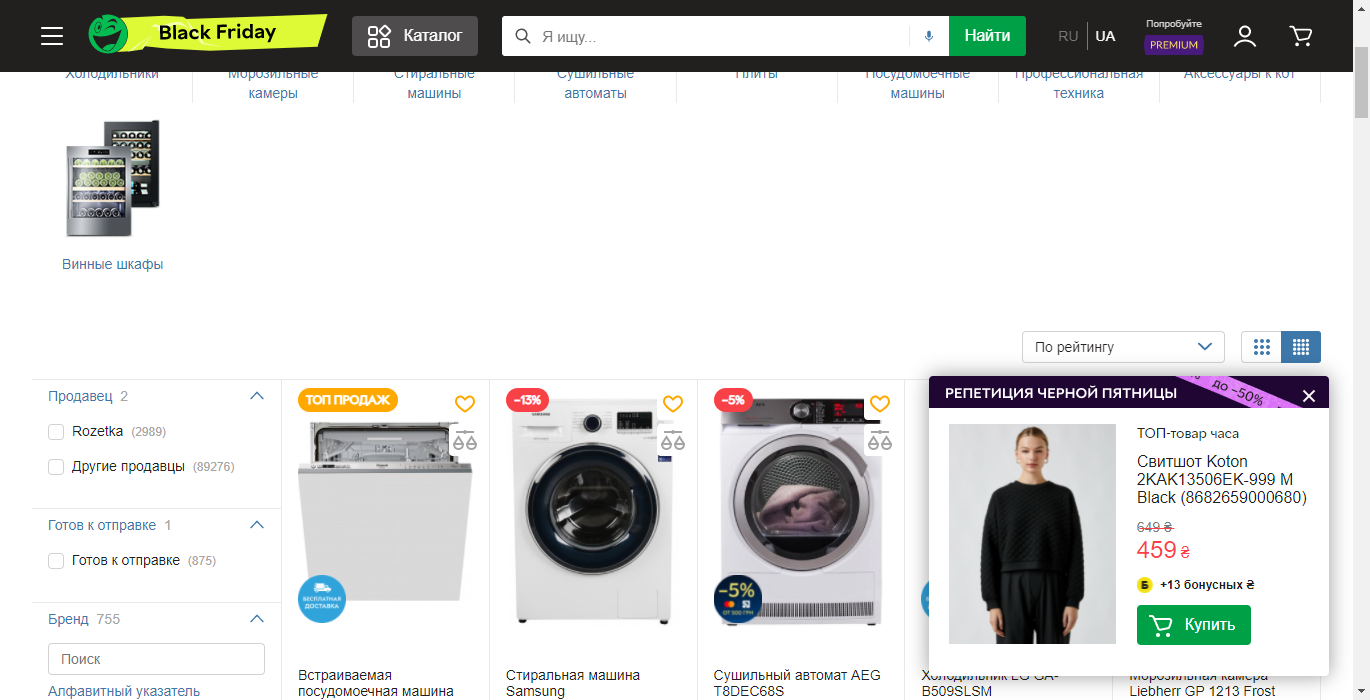 Black Friday
Каталог
Я ищу...
Найти
RU
UA
Попробуйте
PREMIUM
Холодильники
Морозильные
камеры
Стиральные
машины
Сушильные
автоматы
Плиты
Посудомоечные
машины
Профессиональная
техника
Аксессуары к кот
Винные шкафы
По рейтингу
Продавец 2
Rozetka (2989)
Другие продавцы (89276)
Готов к отправке 1
Готов к отправке (875)
Бренд 755
Поиск
Алфавитный указатель
ТОП ПРОДАЖ
БЕСПЛАТНАЯ
ДОСТАВКА
Встраиваемая
посудомоечная машина
-13%
SAMSUNG
Стиральная машина
Samsung
-5%
−5%
ОТ 500 ГРН
Сушильный автомат AEG
T8DEC68S
Холодильник LG GA-
B509SLSM
Морозильная камера
Liebherr GP 1213 Frost
РЕПЕТИЦИЯ ЧЕРНОЙ ПЯТНИЦЫ
до −50%
ТОП-товар часа
Свитшот Koton
2KAK13506EK-999 M
Black (8682659000680)
649 ₴
459 ₴
Б
+13 бонусных ₴
Купить